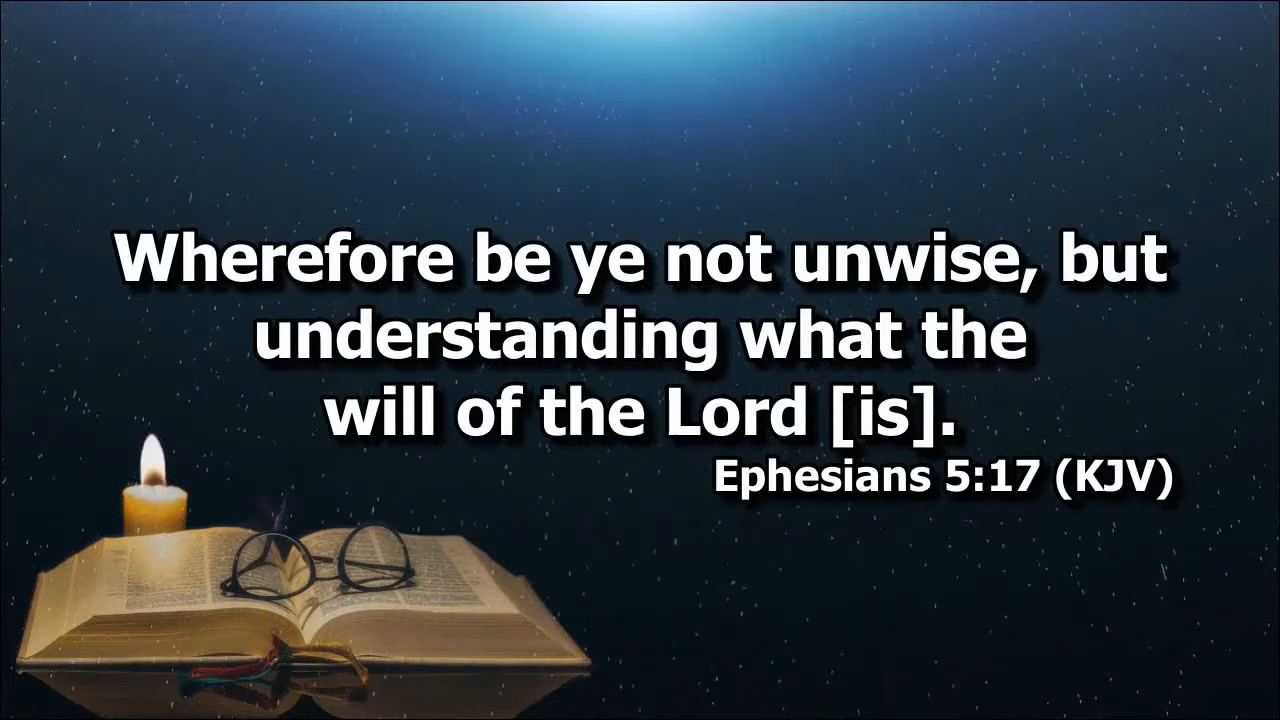 Wherefore be ye not unwise, but
understanding what the
will of the Lord [is].
Ephesians 5:17 (KJV)